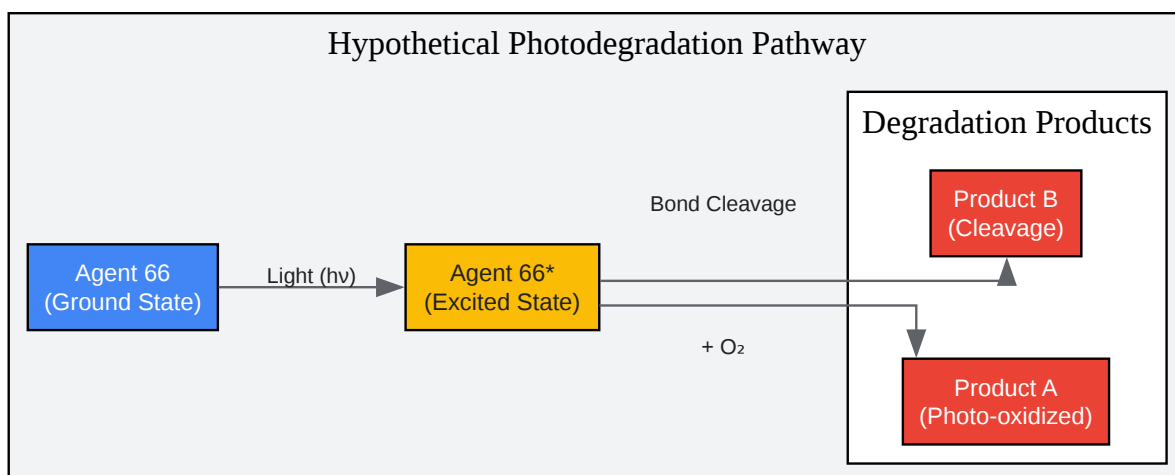 Hypothetical Photodegradation Pathway
Degradation Products
Bond Cleavage
Product B
(Cleavage)
Agent 66
(Ground State)
Light (hν)
Agent 66*
(Excited State)
+ O₂
Product A
(Photo-oxidized)